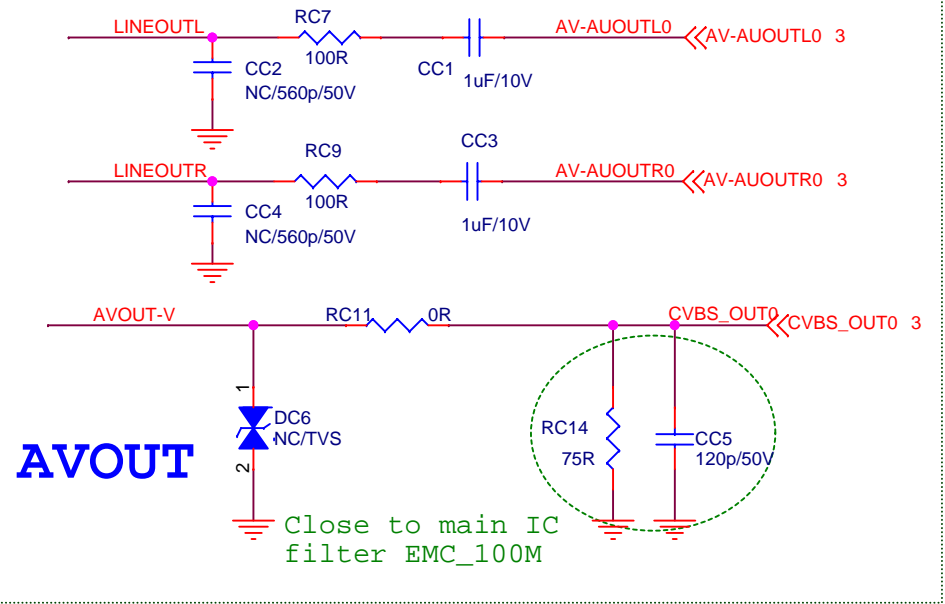 RC7
LINEOUTL
AV-AUOUTL0
AV-AUOUTL0 3
100R
CC2
CC1
1uF/10V
NC/560p/50V
CC3
RC9
LINEOUTR
AV-AUOUTR0
AV-AUOUTR0 3
100R
CC4
1uF/10V
NC/560p/50V
AVOUT-V
RC11
0R
CVBS_OUT0
CVBS_OUT0 3
1
DC6
NC/TVS
2
RC14
75R
CC5
120p/50V
AVOUT
Close to main IC
filter EMC_100M